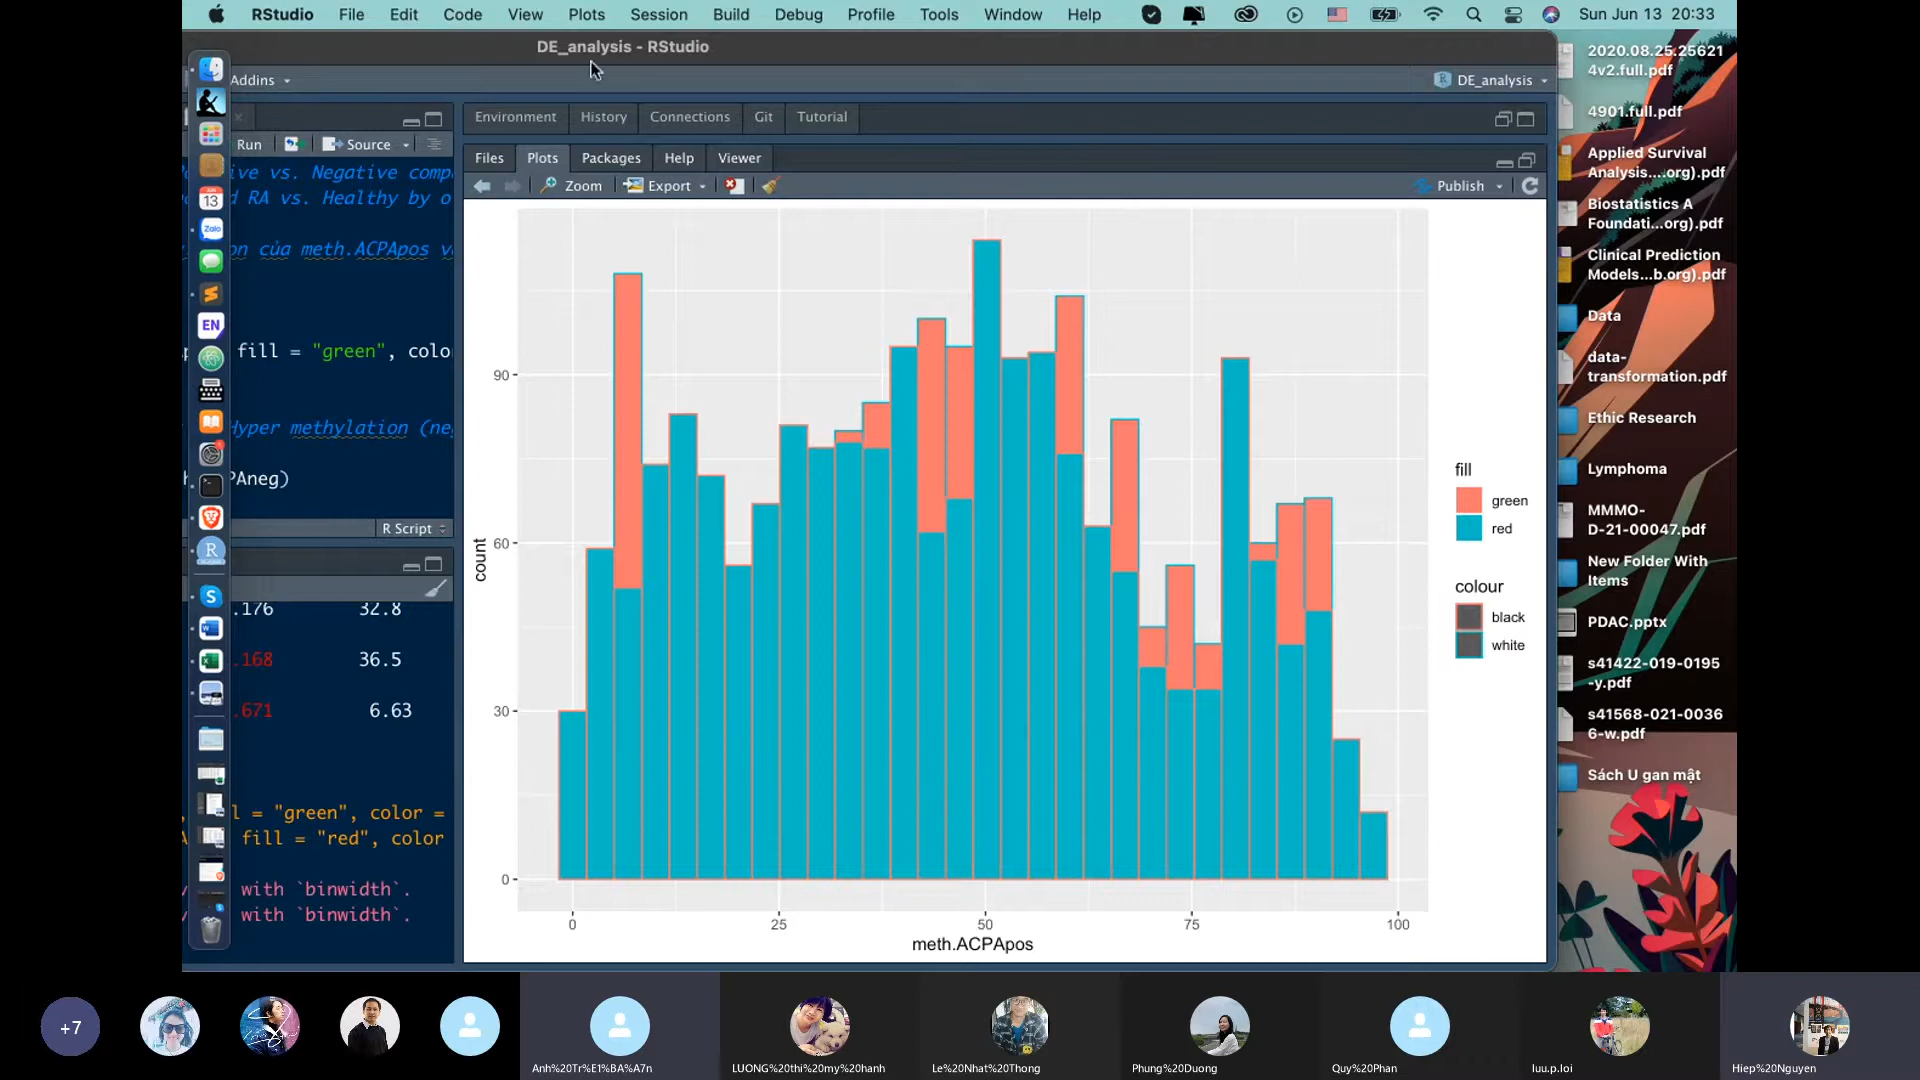 RStudio File Edit Code View Plots Session Build Debug Profile Tools Window Help Sun Jun 13 20:33
DE_analysis - RStudio
Addins DE_analysis
Run Source
ive vs. Negative comp
d RA vs. Healthy by o
on của meth.ACPApos v
fill = "green", colo
Hyper methylation (ne
PAneg)
R Script
.176 32.8
.168 36.5
.671 6.63
l = "green", color =
fill = "red", color
with `binwidth`.
with `binwidth`.
Environment History Connections Git Tutorial
Files Plots Packages Help Viewer
Zoom Export Publish
count
90
60
30
0
0 25 50 75 100
meth.ACPApos
fill
green
red
colour
black
white
JUN
13
Zalo
EN
2020.08.25.25621
4v2.full.pdf
4901.full.pdf
Applied Survival
Analysis....org).pdf
Biostatistics A
Foundati...org).pdf
Clinical Prediction
Models...b.org).pdf
Data
data-
transformation.pdf
Ethic Research
Lymphoma
MMMO-
D-21-00047.pdf
New Folder With
Items
PDAC.pptx
s41422-019-0195
-y.pdf
s41568-021-0036
6-w.pdf
Sách U gan mật
+7
Anh%20Tr%E1%BA%A7n
LUONG%20thi%20my%20hanh
Le%20Nhat%20Thong
Phung%20Duong
Quy%20Phan
luu.p.loi
Hiep%20Nguyen